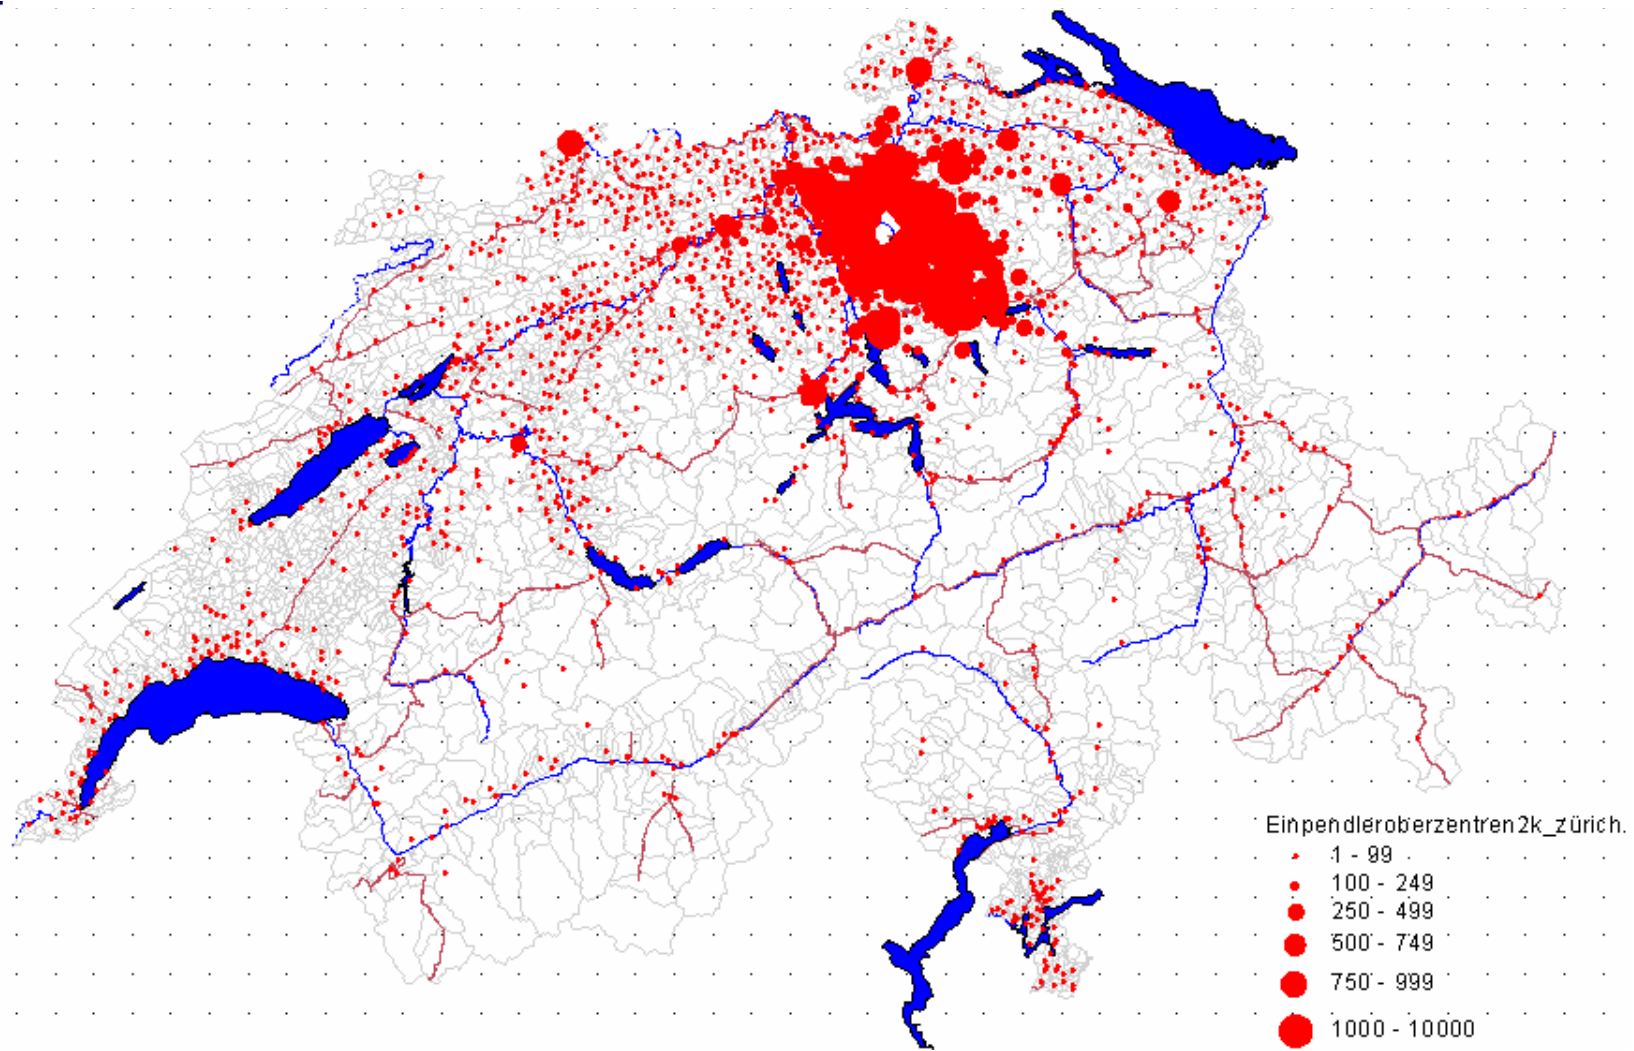 Einpendleroberzentren2k_zürich.
1 - 99
100 - 249
250 - 499
500 - 749
750 - 999
1000 - 10000